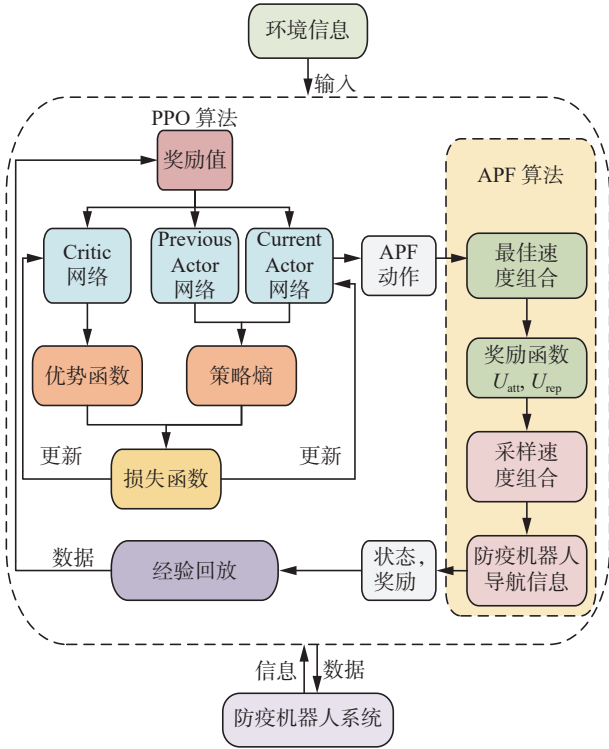 环境信息
输入
PPO 算法
奖励值
APF 算法
Critic
网络
Previous
Actor
网络
Current
Actor
网络
APF
动作
最佳速
度组合
优势函数
策略熵
奖励函数
U_att, U_rep
更新
损失函数
更新
采样速
度组合
数据
经验回放
状态，
奖励
防疫机器人
导航信息
信息
数据
防疫机器人系统